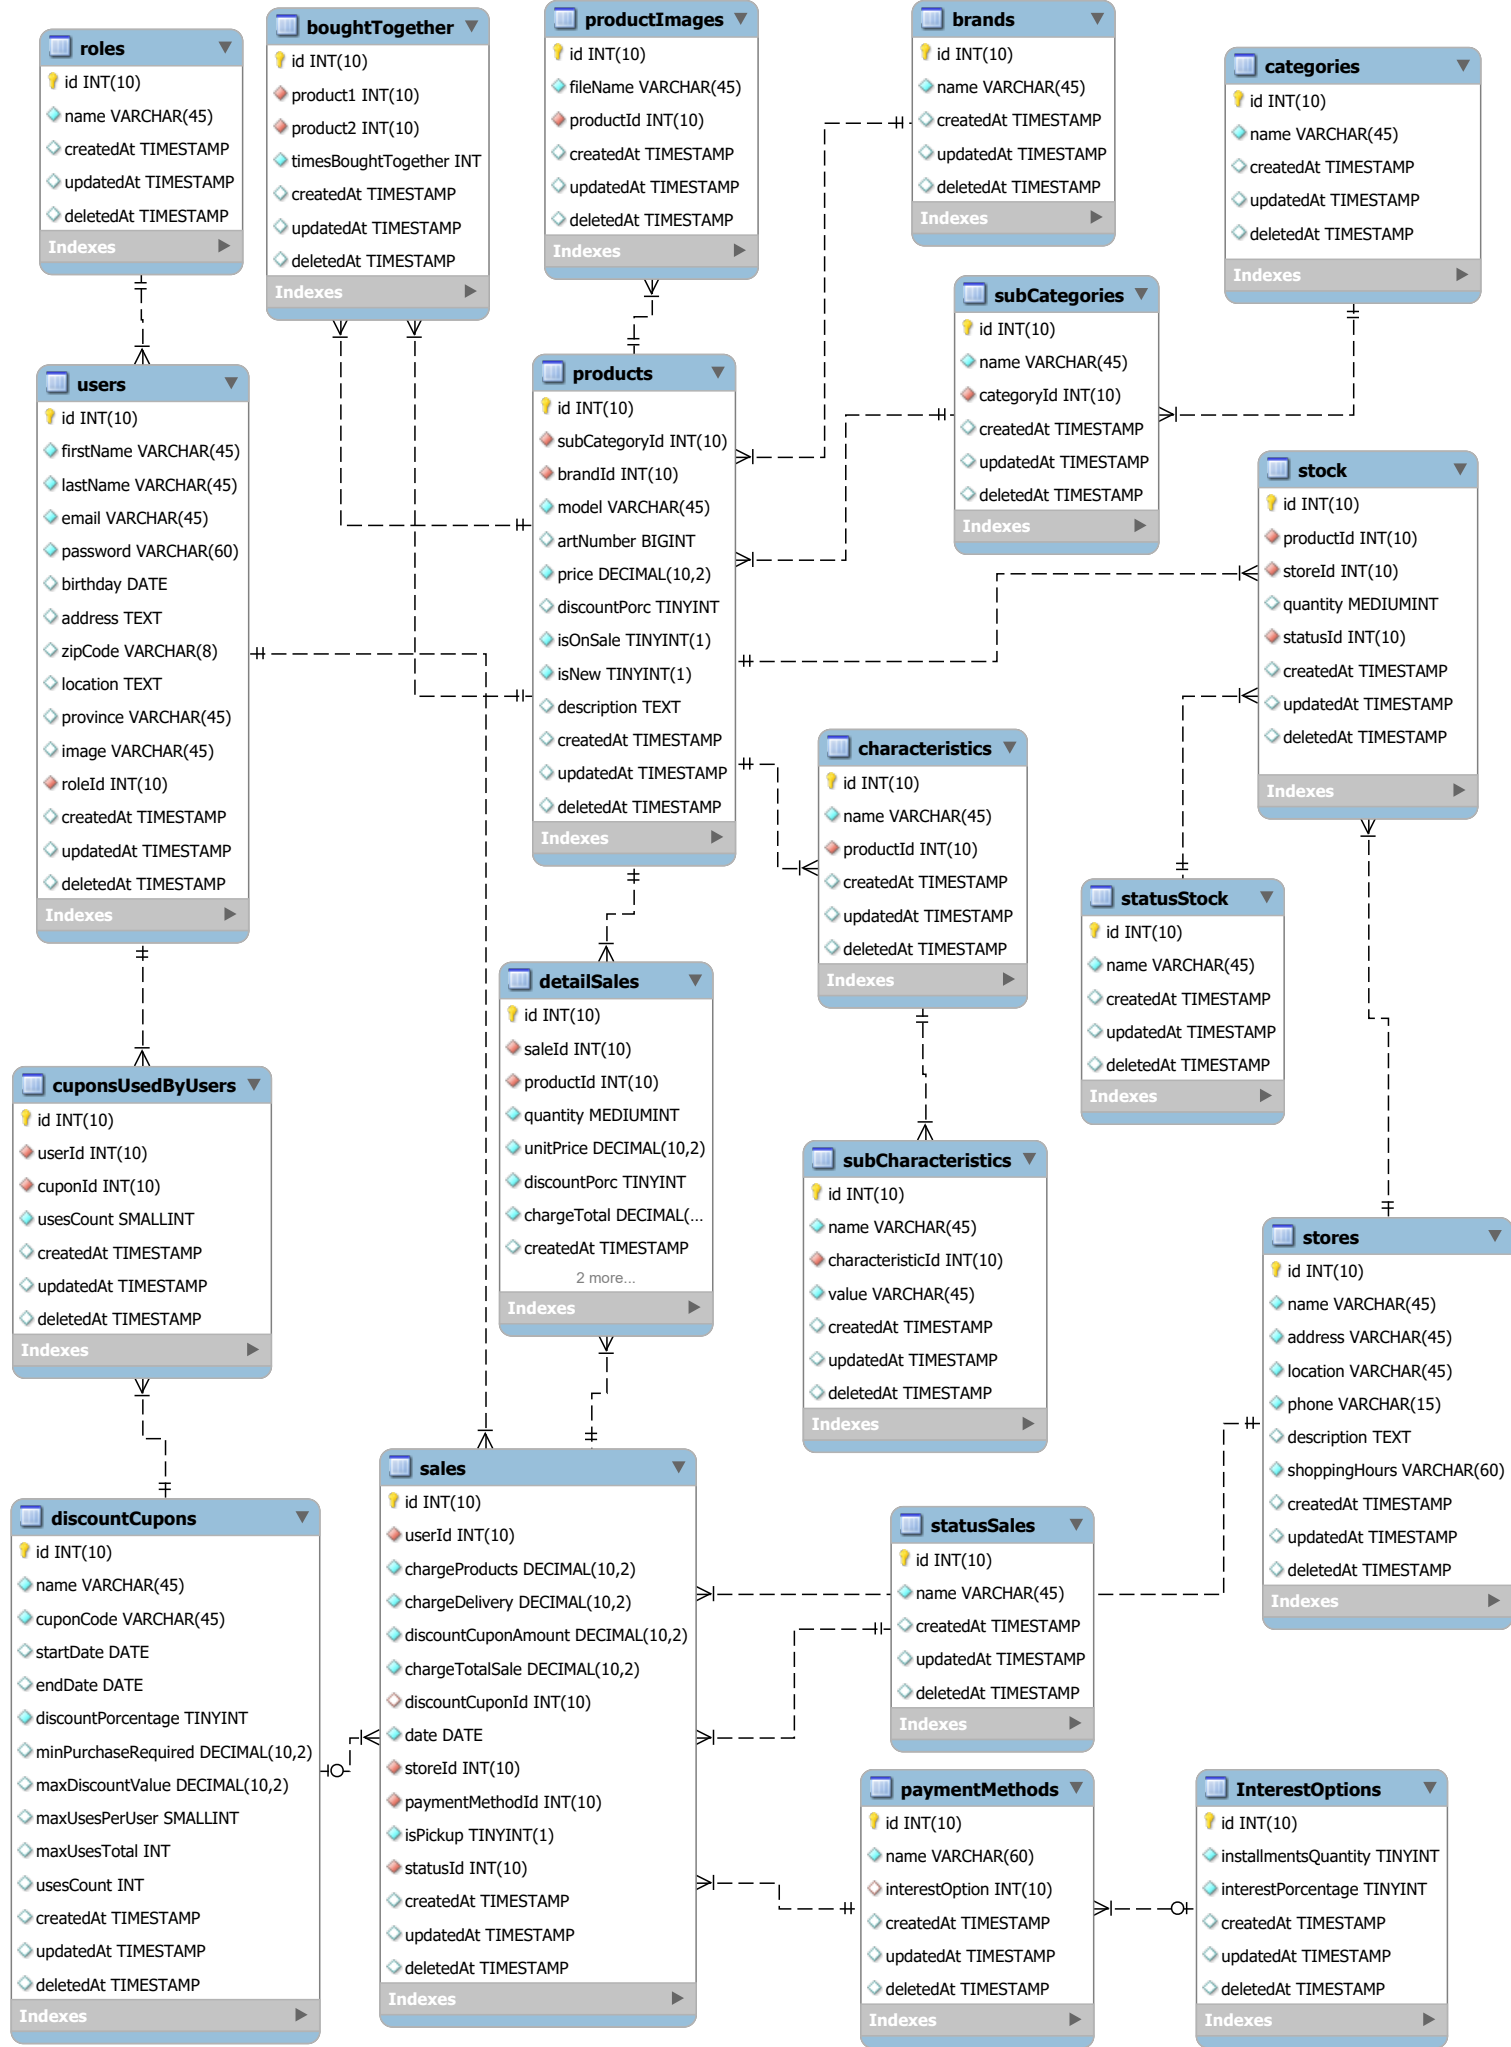 roles
id INT(10)
name VARCHAR(45)
createdAt TIMESTAMP
updatedAt TIMESTAMP
deletedAt TIMESTAMP
Indexes
boughtTogether
id INT(10)
product1 INT(10)
product2 INT(10)
timesBoughtTogether INT
createdAt TIMESTAMP
updatedAt TIMESTAMP
deletedAt TIMESTAMP
Indexes
productImages
id INT(10)
fileName VARCHAR(45)
productId INT(10)
createdAt TIMESTAMP
updatedAt TIMESTAMP
deletedAt TIMESTAMP
Indexes
brands
id INT(10)
name VARCHAR(45)
createdAt TIMESTAMP
updatedAt TIMESTAMP
deletedAt TIMESTAMP
Indexes
categories
id INT(10)
name VARCHAR(45)
createdAt TIMESTAMP
updatedAt TIMESTAMP
deletedAt TIMESTAMP
Indexes
subCategories
id INT(10)
name VARCHAR(45)
categoryId INT(10)
createdAt TIMESTAMP
updatedAt TIMESTAMP
deletedAt TIMESTAMP
Indexes
users
id INT(10)
firstName VARCHAR(45)
lastName VARCHAR(45)
email VARCHAR(45)
password VARCHAR(60)
birthday DATE
address TEXT
zipCode VARCHAR(8)
location TEXT
province VARCHAR(45)
image VARCHAR(45)
roleId INT(10)
createdAt TIMESTAMP
updatedAt TIMESTAMP
deletedAt TIMESTAMP
Indexes
products
id INT(10)
subCategoryId INT(10)
brandId INT(10)
model VARCHAR(45)
artNumber BIGINT
price DECIMAL(10,2)
discountPorc TINYINT
isOnSale TINYINT(1)
isNew TINYINT(1)
description TEXT
createdAt TIMESTAMP
updatedAt TIMESTAMP
deletedAt TIMESTAMP
Indexes
stock
id INT(10)
productId INT(10)
storeId INT(10)
quantity MEDIUMINT
statusId INT(10)
createdAt TIMESTAMP
updatedAt TIMESTAMP
deletedAt TIMESTAMP
Indexes
characteristics
id INT(10)
name VARCHAR(45)
productId INT(10)
createdAt TIMESTAMP
updatedAt TIMESTAMP
deletedAt TIMESTAMP
Indexes
statusStock
id INT(10)
name VARCHAR(45)
createdAt TIMESTAMP
updatedAt TIMESTAMP
deletedAt TIMESTAMP
Indexes
detailSales
id INT(10)
saleId INT(10)
productId INT(10)
quantity MEDIUMINT
unitPrice DECIMAL(10,2)
discountPorc TINYINT
chargeTotal DECIMAL(...
createdAt TIMESTAMP
2 more...
Indexes
cuponsUsedByUsers
id INT(10)
userId INT(10)
cuponId INT(10)
usesCount SMALLINT
createdAt TIMESTAMP
updatedAt TIMESTAMP
deletedAt TIMESTAMP
Indexes
subCharacteristics
id INT(10)
name VARCHAR(45)
characteristicId INT(10)
value VARCHAR(45)
createdAt TIMESTAMP
updatedAt TIMESTAMP
deletedAt TIMESTAMP
Indexes
stores
id INT(10)
name VARCHAR(45)
address VARCHAR(45)
location VARCHAR(45)
phone VARCHAR(15)
description TEXT
shoppingHours VARCHAR(60)
createdAt TIMESTAMP
updatedAt TIMESTAMP
deletedAt TIMESTAMP
Indexes
discountCupons
id INT(10)
name VARCHAR(45)
cuponCode VARCHAR(45)
startDate DATE
endDate DATE
discountPorcentage TINYINT
minPurchaseRequired DECIMAL(10,2)
maxDiscountValue DECIMAL(10,2)
maxUsesPerUser SMALLINT
maxUsesTotal INT
usesCount INT
createdAt TIMESTAMP
updatedAt TIMESTAMP
deletedAt TIMESTAMP
Indexes
sales
id INT(10)
userId INT(10)
chargeProducts DECIMAL(10,2)
chargeDelivery DECIMAL(10,2)
discountCuponAmount DECIMAL(10,2)
chargeTotalSale DECIMAL(10,2)
discountCuponId INT(10)
date DATE
storeId INT(10)
paymentMethodId INT(10)
isPickup TINYINT(1)
statusId INT(10)
createdAt TIMESTAMP
updatedAt TIMESTAMP
deletedAt TIMESTAMP
Indexes
statusSales
id INT(10)
name VARCHAR(45)
createdAt TIMESTAMP
updatedAt TIMESTAMP
deletedAt TIMESTAMP
Indexes
paymentMethods
id INT(10)
name VARCHAR(60)
interestOption INT(10)
createdAt TIMESTAMP
updatedAt TIMESTAMP
deletedAt TIMESTAMP
Indexes
InterestOptions
id INT(10)
installmentsQuantity TINYINT
interestPorcentage TINYINT
createdAt TIMESTAMP
updatedAt TIMESTAMP
deletedAt TIMESTAMP
Indexes